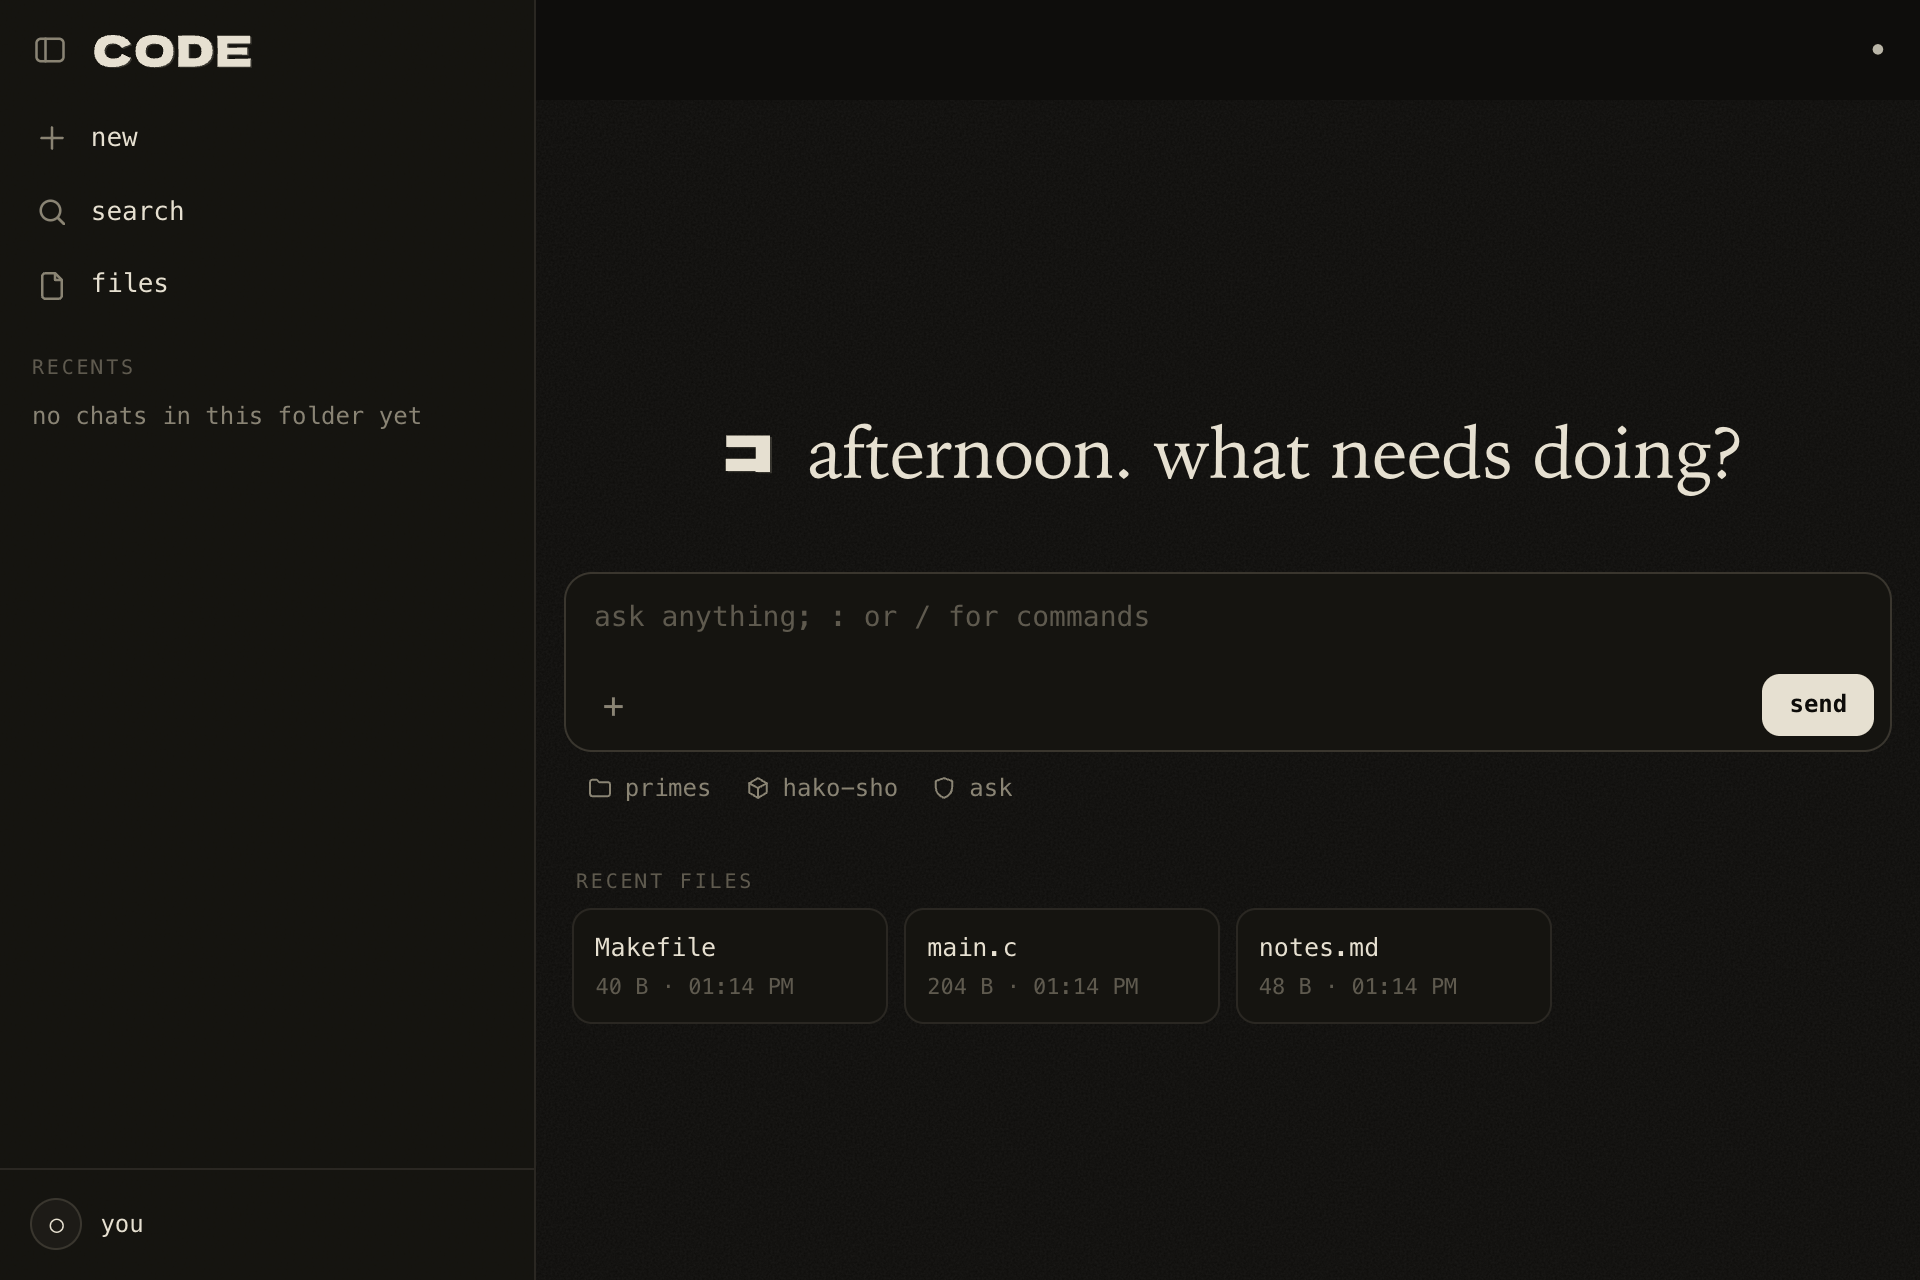 CODE
new
search
files
RECENTS
no chats in this folder yet
you
afternoon. what needs doing?
ask anything; : or / for commands
+
send
primes hako-sho ask
RECENT FILES
Makefile
40 B · 01:14 PM
main.c
204 B · 01:14 PM
notes.md
48 B · 01:14 PM